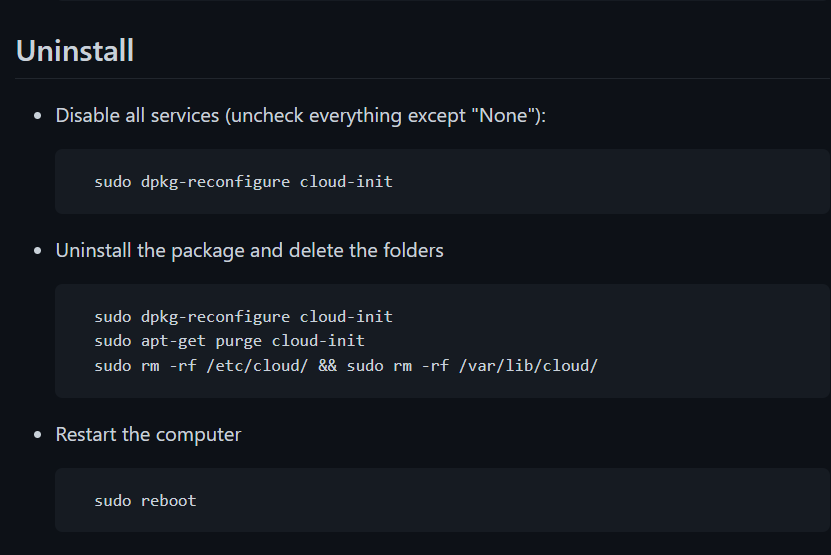 Uninstall
Disable all services (uncheck everything except "None"):
sudo dpkg-reconfigure cloud-init
Uninstall the package and delete the folders
sudo dpkg-reconfigure cloud-init
sudo apt-get purge cloud-init
sudo rm -rf /etc/cloud/ && sudo rm -rf /var/lib/cloud/
Restart the computer
sudo reboot